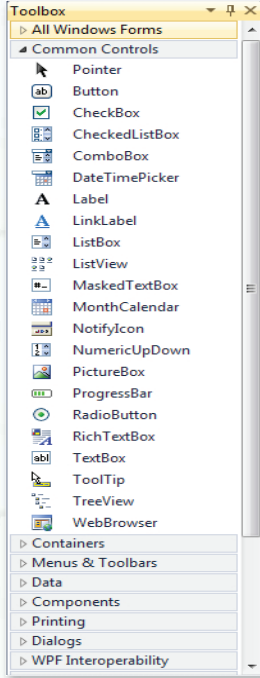 Toolbox
All Windows Forms
Common Controls
Pointer
Button
CheckBox
CheckedListBox
ComboBox
DateTimePicker
A Label
A LinkLabel
ListBox
ListView
MaskedTextBox
MonthCalendar
NotifyIcon
NumericUpDown
PictureBox
ProgressBar
RadioButton
RichTextBox
TextBox
ToolTip
TreeView
WebBrowser
Containers
Menus & Toolbars
Data
Components
Printing
Dialogs
WPF Interoperability